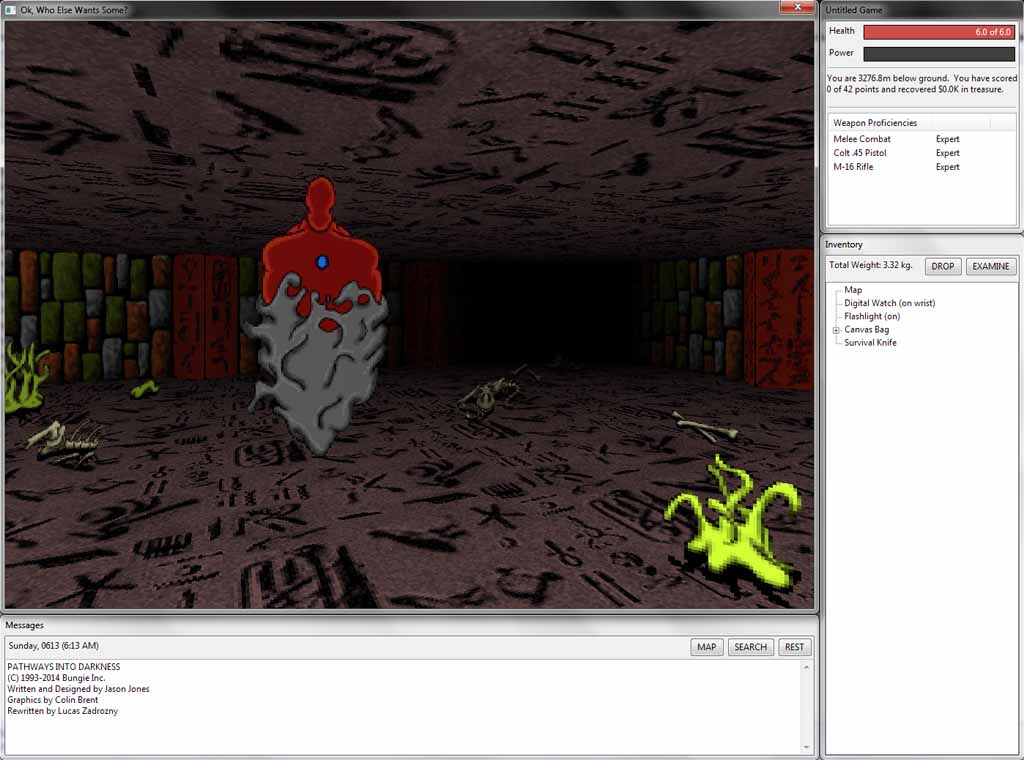 Ok, Who Else Wants Some?
Untitled Game
Health
6.0 of 6.0
Power
You are 3276.8m below ground. You have scored
0 of 42 points and recovered $0.0K in treasure.
Weapon Proficiencies
Melee Combat Expert
Colt .45 Pistol Expert
M-16 Rifle Expert
Inventory
Total Weight: 3.32 kg.
DROP
EXAMINE
Map
Digital Watch (on wrist)
Flashlight (on)
Canvas Bag
Survival Knife
Messages
Sunday, 0613 (6:13 AM)
MAP
SEARCH
REST
PATHWAYS INTO DARKNESS
(C) 1993-2014 Bungie Inc.
Written and Designed by Jason Jones
Graphics by Colin Brent
Rewritten by Lucas Zadrozny